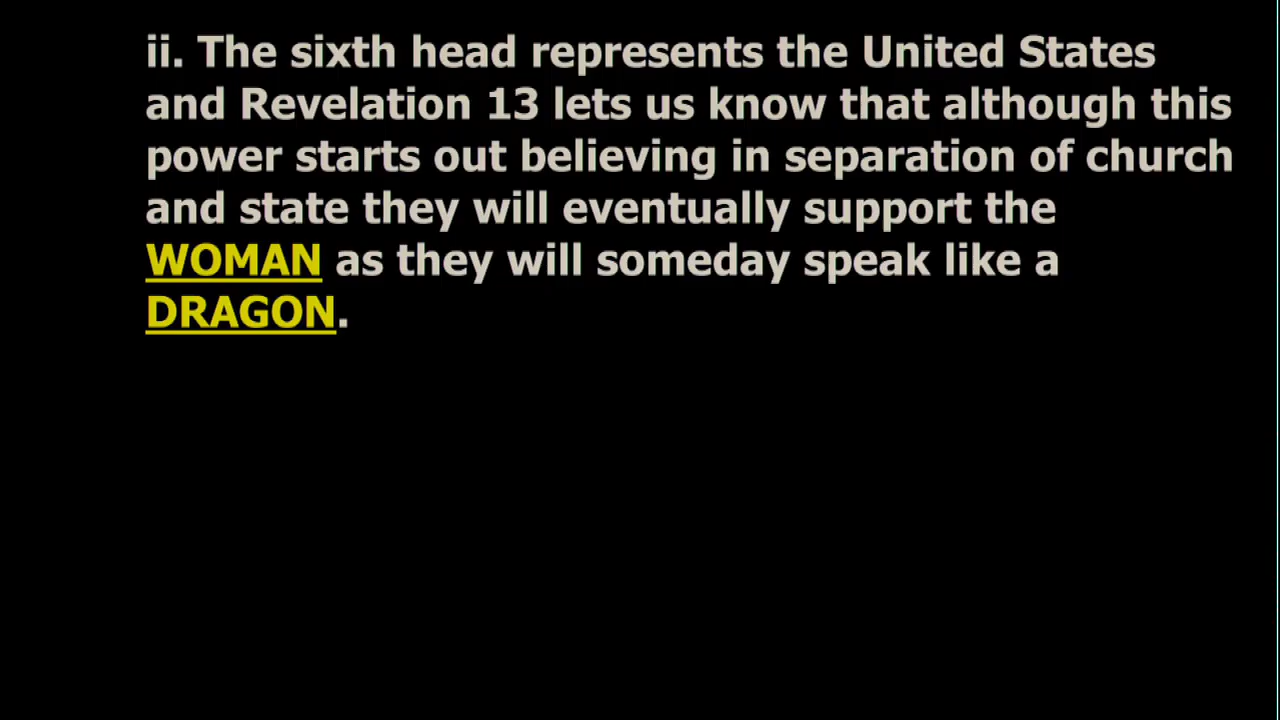 ii. The sixth head represents the United States
and Revelation 13 lets us know that although this
power starts out believing in separation of church
and state they will eventually support the
WOMAN as they will someday speak like a
DRAGON.